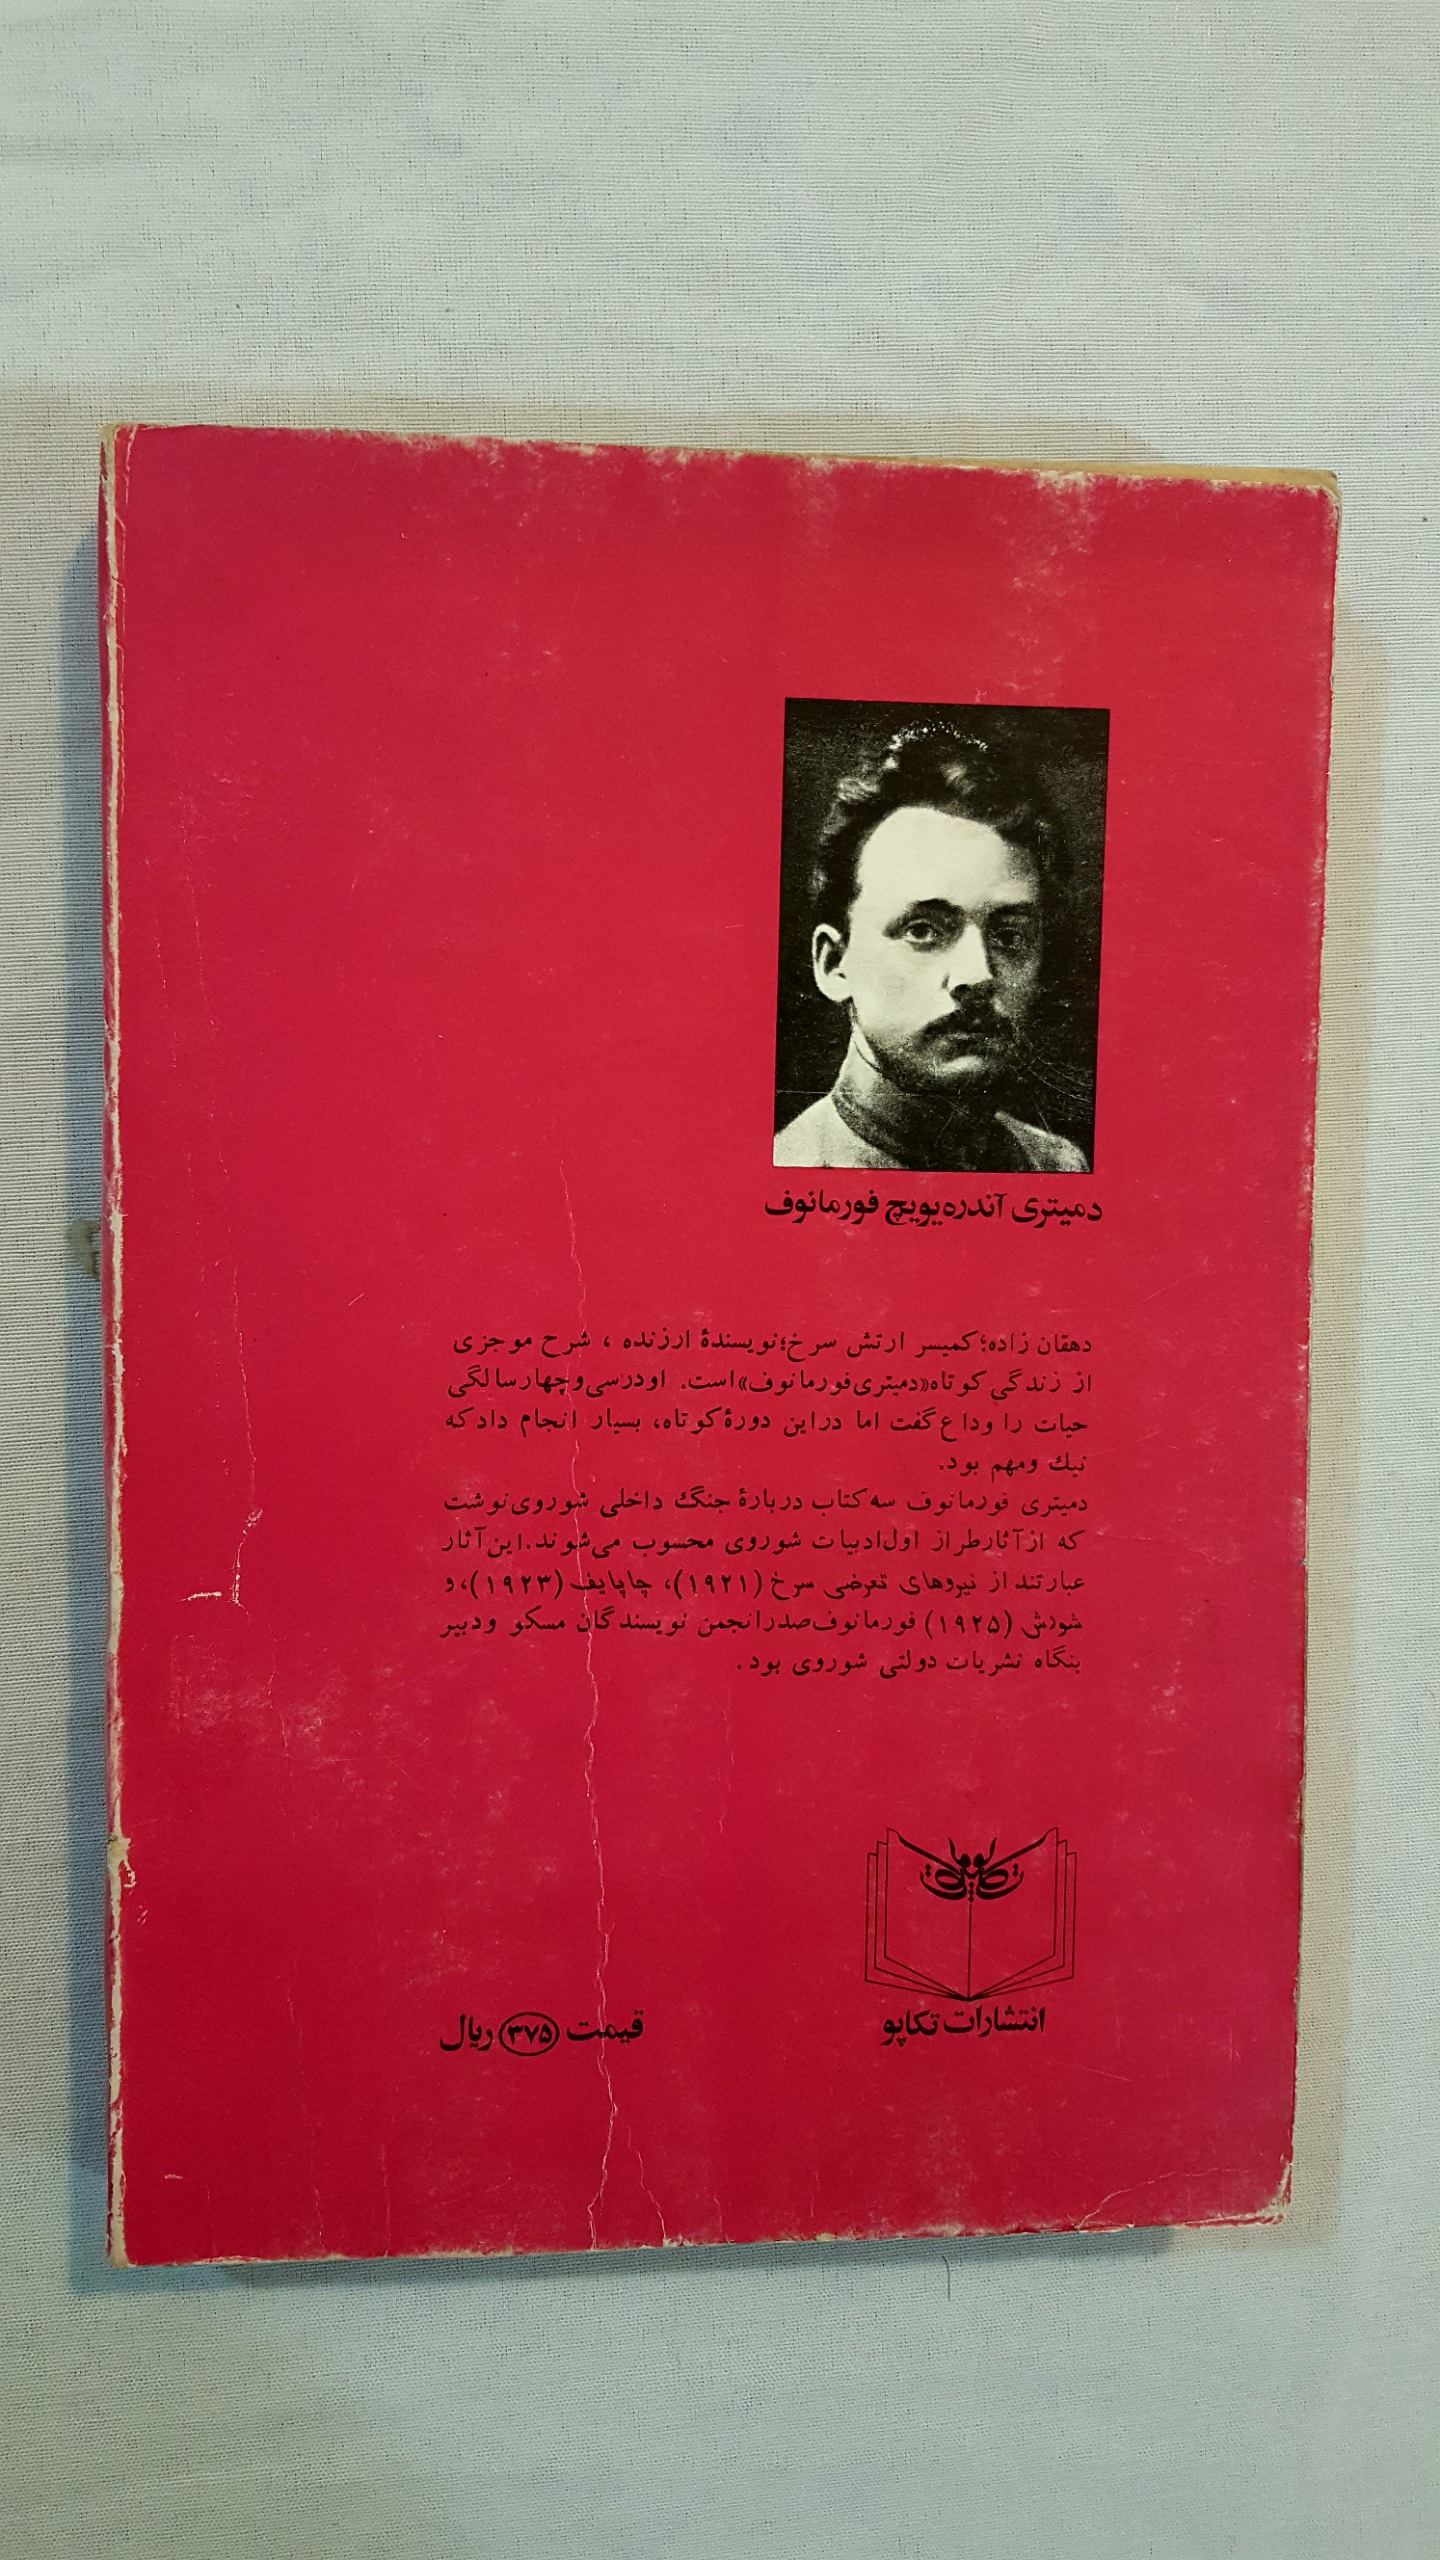 دمیتری آندره‌یویچ فورمانوف
دهقان زاده؛ کمیسر ارتش سرخ؛ نویسندهٔ ارزنده ، شرح موجزی
از زندگی کوتاه «دمیتری فورمانوف» است. او در سی و چهار سالگی
حیات را وداع گفت اما در این دورهٔ کوتاه، بسیار انجام داد که
نیك و مهم بود.
دمیتری فورمانوف سه کتاب دربارهٔ جنگ داخلی شوروی نوشت
که از آثار طراز اول ادبیات شوروی محسوب می‌شوند. این آثار
عبارتند از نیروهای تعرضی سرخ (۱۹۲۱)، چاپایف (۱۹۲۳)، و
شورش (۱۹۲۵) فورمانوف صدر انجمن نویسندگان مسکو و دبیر
بنگاه نشریات دولتی شوروی بود.
تکاپو
انتشارات تکاپو
قیمت ۳۷۵ ریال